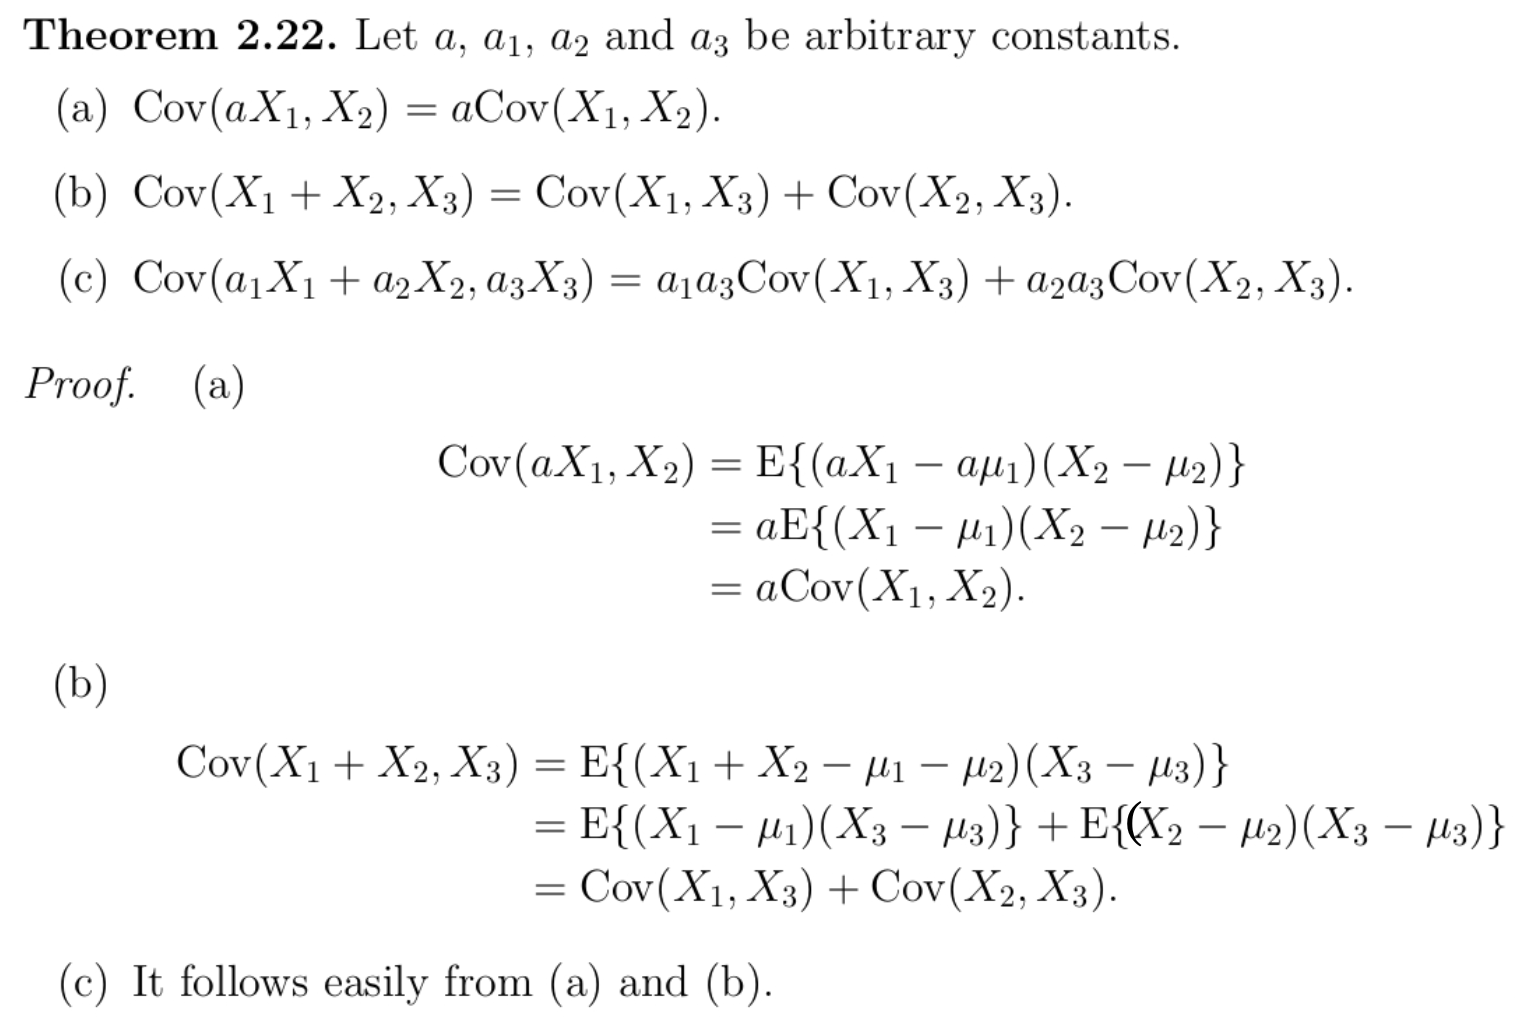 Theorem 2.22. Let a, a₁, a₂ and a₃ be arbitrary constants.
(a) Cov(aX₁, X₂) = aCov(X₁, X₂).
(b) Cov(X₁ + X₂, X₃) = Cov(X₁, X₃) + Cov(X₂, X₃).
(c) Cov(a₁X₁ + a₂X₂, a₃X₃) = a₁a₃Cov(X₁, X₃) + a₂a₃Cov(X₂, X₃).
Proof. (a)
Cov(aX₁, X₂) = E{(aX₁ − aμ₁)(X₂ − μ₂)}
= aE{(X₁ − μ₁)(X₂ − μ₂)}
= aCov(X₁, X₂).
(b)
Cov(X₁ + X₂, X₃) = E{(X₁ + X₂ − μ₁ − μ₂)(X₃ − μ₃)}
= E{(X₁ − μ₁)(X₃ − μ₃)} + E{(X₂ − μ₂)(X₃ − μ₃)}
= Cov(X₁, X₃) + Cov(X₂, X₃).
(c) It follows easily from (a) and (b).